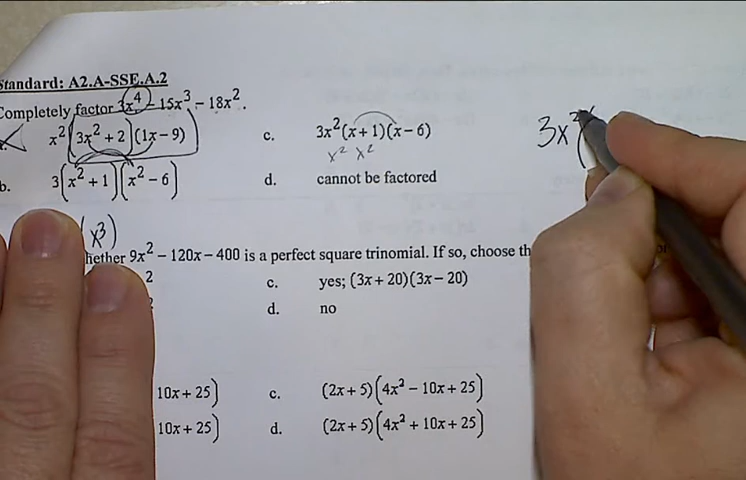 Standard: A2.A-SSE.A.2
Completely factor 3x⁴ – 15x³ – 18x².
x²(3x² + 2)(1x – 9)
c. 3x²(x + 1)(x – 6)
x² x²
3x²(
b. 3(x² + 1)(x² – 6)
d. cannot be factored
(x³)
hether 9x² – 120x – 400 is a perfect square trinomial. If so, choose th
2
c. yes; (3x + 20)(3x – 20)
d. no
10x + 25)
c. (2x + 5)(4x² – 10x + 25)
10x + 25)
d. (2x + 5)(4x² + 10x + 25)